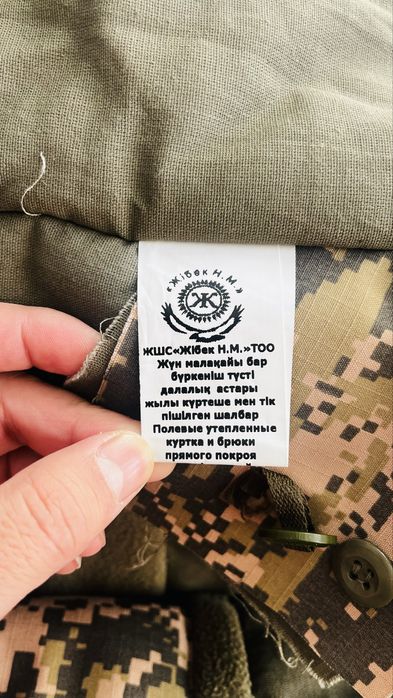 «Жібек Н.М.»
Ж
ЖШС«Жібек Н.М.»ТОО
Жүн малақайы бар
бүркеніш түсті
далалық астары
жылы күртеше мен тік
пішілген шалбар
Полевые утепленные
куртка и брюки
прямого покроя